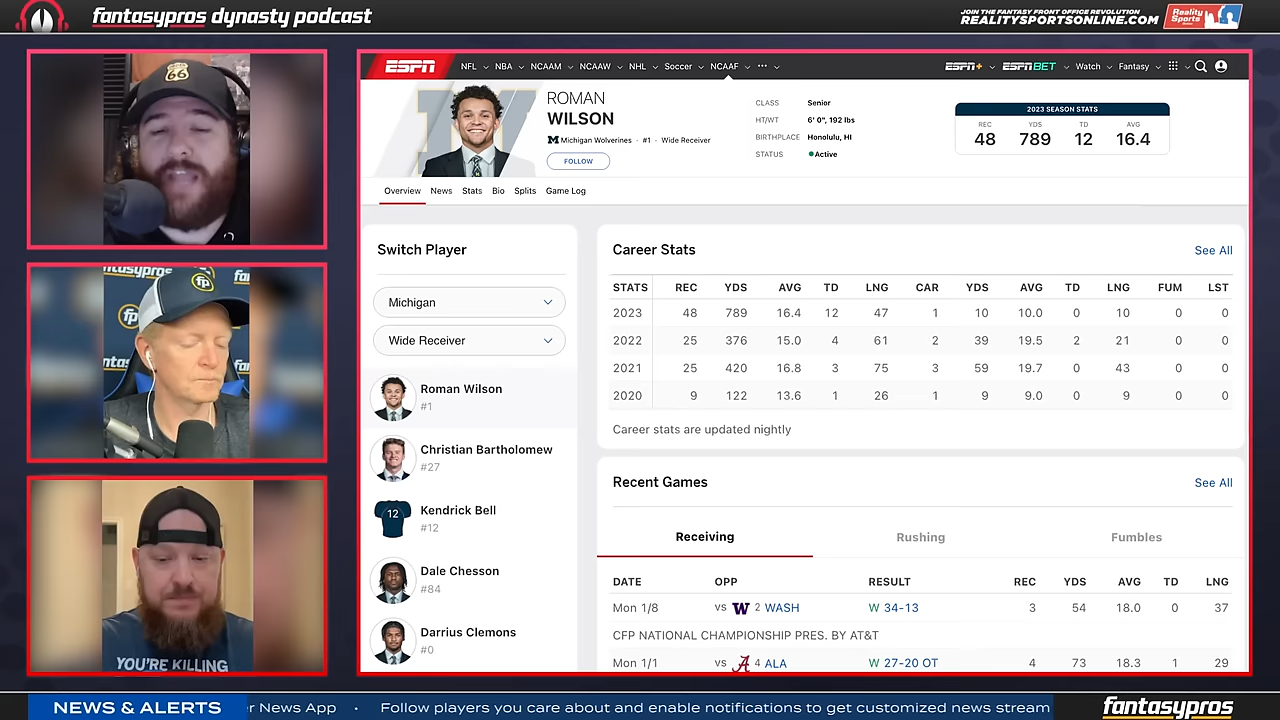 fantasypros dynasty podcast
JOIN THE FANTASY FRONT OFFICE REVOLUTION
REALITYSPORTSONLINE.COM
Reality Sports Online
66
fp
YOU'RE KILLING
ESPN
NFL NBA NCAAM NCAAW NHL Soccer NCAAF ... ESPN+ ESPN BET Watch Fantasy
ROMAN
WILSON
M Michigan Wolverines · #1 · Wide Receiver
FOLLOW
CLASS Senior
HT/WT 6' 0", 192 lbs
BIRTHPLACE Honolulu, HI
STATUS Active
2023 SEASON STATS
REC YDS TD AVG
48 789 12 16.4
Overview News Stats Bio Splits Game Log
Switch Player
Michigan
Wide Receiver
Roman Wilson
#1
Christian Bartholomew
#27
12
Kendrick Bell
#12
Dale Chesson
#84
Darrius Clemons
#0
Career Stats See All
STATS REC YDS AVG TD LNG CAR YDS AVG TD LNG FUM LST
2023 48 789 16.4 12 47 1 10 10.0 0 10 0 0
2022 25 376 15.0 4 61 2 39 19.5 2 21 0 0
2021 25 420 16.8 3 75 3 59 19.7 0 43 0 0
2020 9 122 13.6 1 26 1 9 9.0 0 9 0 0
Career stats are updated nightly
Recent Games See All
Receiving Rushing Fumbles
DATE OPP RESULT REC YDS AVG TD LNG
Mon 1/8 vs W 2 WASH W 34-13 3 54 18.0 0 37
CFP NATIONAL CHAMPIONSHIP PRES. BY AT&T
Mon 1/1 vs A 4 ALA W 27-20 OT 4 73 18.3 1 29
NEWS & ALERTS r News App · Follow players you care about and enable notifications to get customized news stream ·
fantasypros